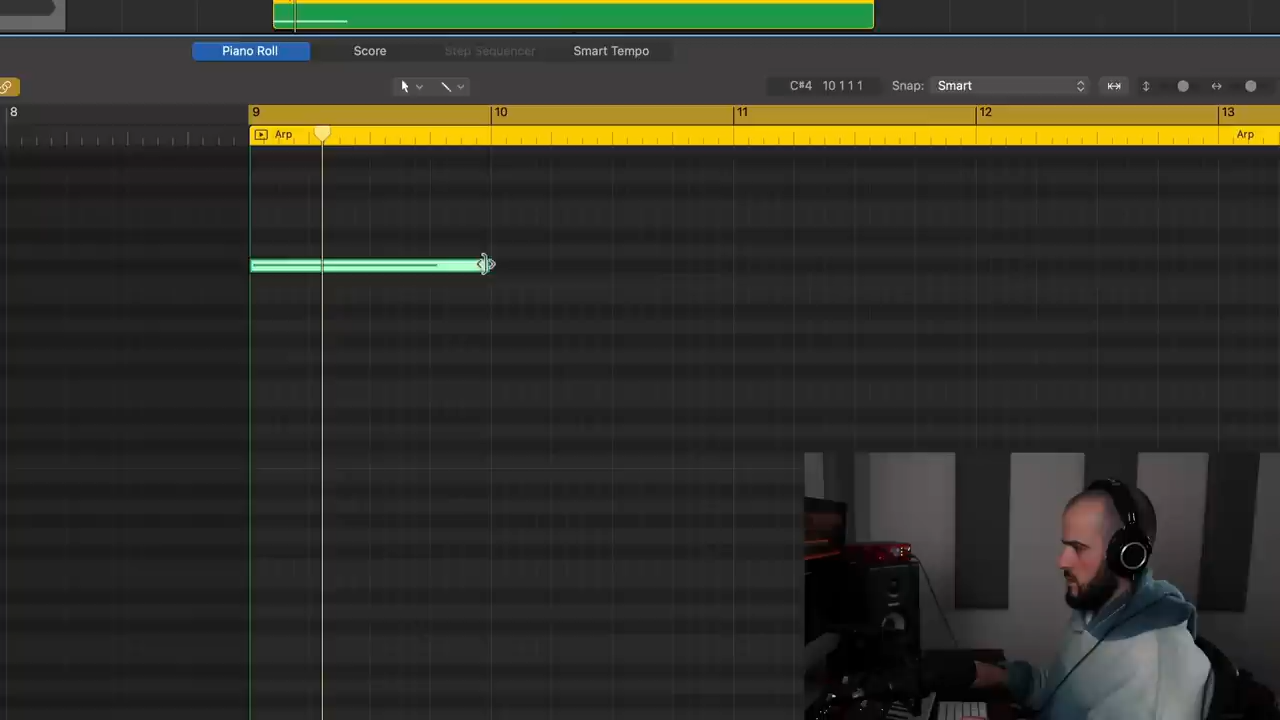 Piano Roll Score Step Sequencer Smart Tempo
C#4 10 1 1 1 Snap: Smart
8 9 10 11 12 13
Arp Arp